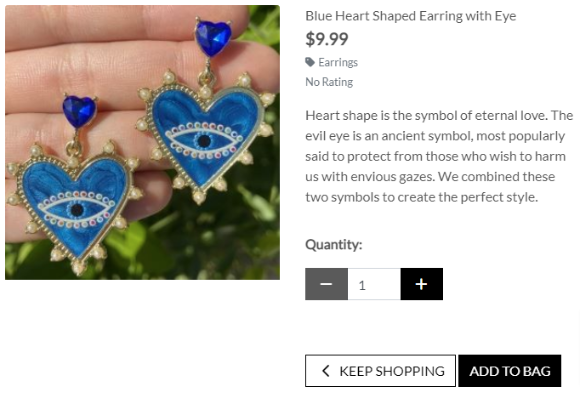 Blue Heart Shaped Earring with Eye
$9.99
Earrings
No Rating
Heart shape is the symbol of eternal love. The
evil eye is an ancient symbol, most popularly
said to protect from those who wish to harm
us with envious gazes. We combined these
two symbols to create the perfect style.
Quantity:
− 1 +
KEEP SHOPPING ADD TO BAG